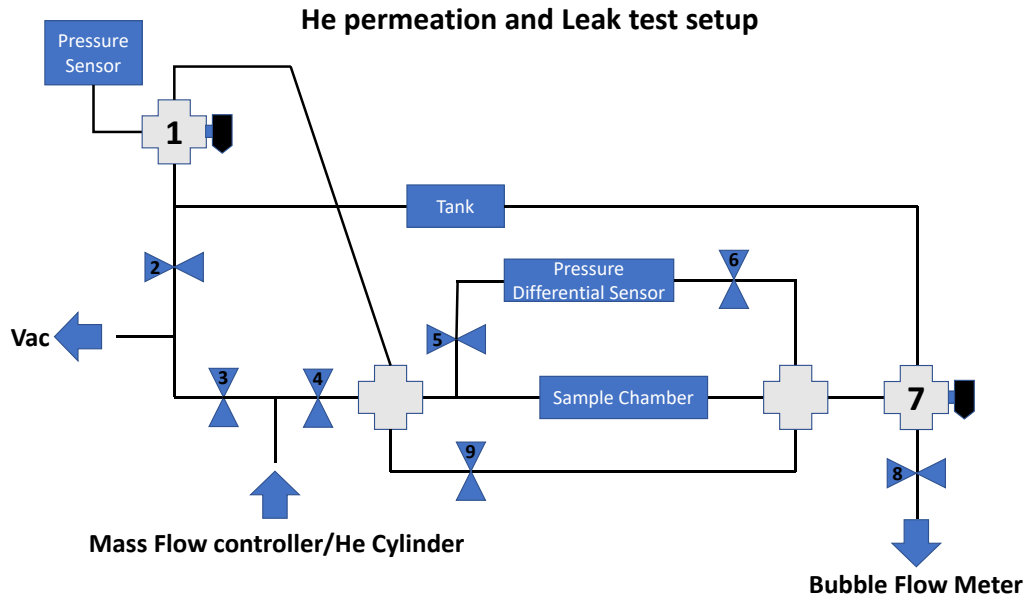 He permeation and Leak test setup
Pressure
Sensor
1
Tank
2
6
Pressure
Differential Sensor
Vac
5
3
4
Sample Chamber
7
9
8
Mass Flow controller/He Cylinder
Bubble Flow Meter